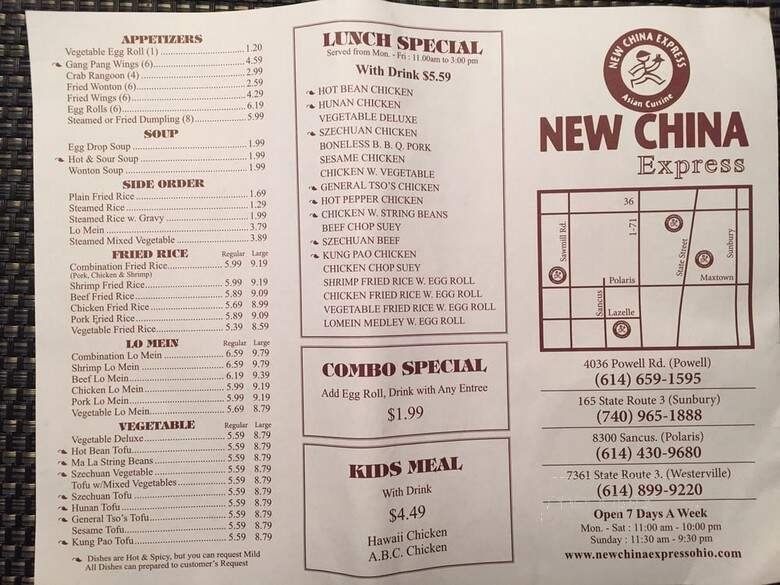 APPETIZERS
Vegetable Egg Roll (1) 1.20
Gang Pang Wings (6) 4.59
Crab Rangoon (4) 2.99
Fried Wonton (6) 2.59
Fried Wings (6) 4.29
Egg Rolls (6) 6.19
Steamed or Fried Dumpling (8) 5.99
SOUP
Egg Drop Soup 1.99
Hot & Sour Soup 1.99
Wonton Soup 1.99
SIDE ORDER
Plain Fried Rice 1.69
Steamed Rice 1.29
Steamed Rice w. Gravy 1.99
Lo Mein 3.79
Steamed Mixed Vegetable 3.89
FRIED RICE Regular Large
Combination Fried Rice 5.99 9.19
(Pork, Chicken & Shrimp)
Shrimp Fried Rice 5.99 9.19
Beef Fried Rice 5.89 9.09
Chicken Fried Rice 5.69 8.99
Pork Fried Rice 5.89 9.09
Vegetable Fried Rice 5.39 8.59
LO MEIN Regular Large
Combination Lo Mein 6.59 9.79
Shrimp Lo Mein 6.59 9.79
Beef Lo Mein 6.19 9.39
Chicken Lo Mein 5.99 9.19
Pork Lo Mein 5.99 9.19
Vegetable Lo Mein 5.69 8.79
VEGETABLE Regular Large
Vegetable Deluxe 5.59 8.79
Hot Bean Tofu 5.59 8.79
Ma La String Beans 5.59 8.79
Szechuan Vegetable 5.59 8.79
Tofu w/Mixed Vegetables 5.59 8.79
Szechuan Tofu 5.59 8.79
Hunan Tofu 5.59 8.79
General Tso's Tofu 5.59 8.79
Sesame Tofu 5.59 8.79
Kung Pao Tofu 5.59 8.79
Dishes are Hot & Spicy, but you can request Mild
All Dishes can prepared to customer's Request
LUNCH SPECIAL
Served from Mon. - Fri : 11.00am to 3:00 pm
With Drink $5.59
HOT BEAN CHICKEN
HUNAN CHICKEN
VEGETABLE DELUXE
SZECHUAN CHICKEN
BONELESS B. B. Q. PORK
SESAME CHICKEN
CHICKEN W. VEGETABLE
GENERAL TSO'S CHICKEN
HOT PEPPER CHICKEN
CHICKEN W. STRING BEANS
BEEF CHOP SUEY
SZECHUAN BEEF
KUNG PAO CHICKEN
CHICKEN CHOP SUEY
SHRIMP FRIED RICE W. EGG ROLL
CHICKEN FRIED RICE W. EGG ROLL
VEGETABLE FRIED RICE W. EGG ROLL
LOMEIN MEDLEY W. EGG ROLL
COMBO SPECIAL
Add Egg Roll, Drink with Any Entree
$1.99
KIDS MEAL
With Drink
$4.49
Hawaii Chicken
A.B.C. Chicken
NEW CHINA EXPRESS
Asian Cuisine
NEW CHINA
Express
36
Sawmill Rd.
I-71
State Street
Sunbury
Maxtown
Polaris
Sancus
Lazelle
4036 Powell Rd. (Powell)
(614) 659-1595
165 State Route 3 (Sunbury)
(740) 965-1888
8300 Sancus. (Polaris)
(614) 430-9680
7361 State Route 3. (Westerville)
(614) 899-9220
Open 7 Days A Week
Mon. - Sat : 11:00 am - 10:00 pm
Sunday : 11:30 am - 9:30 pm
www.newchinaexpressohio.com